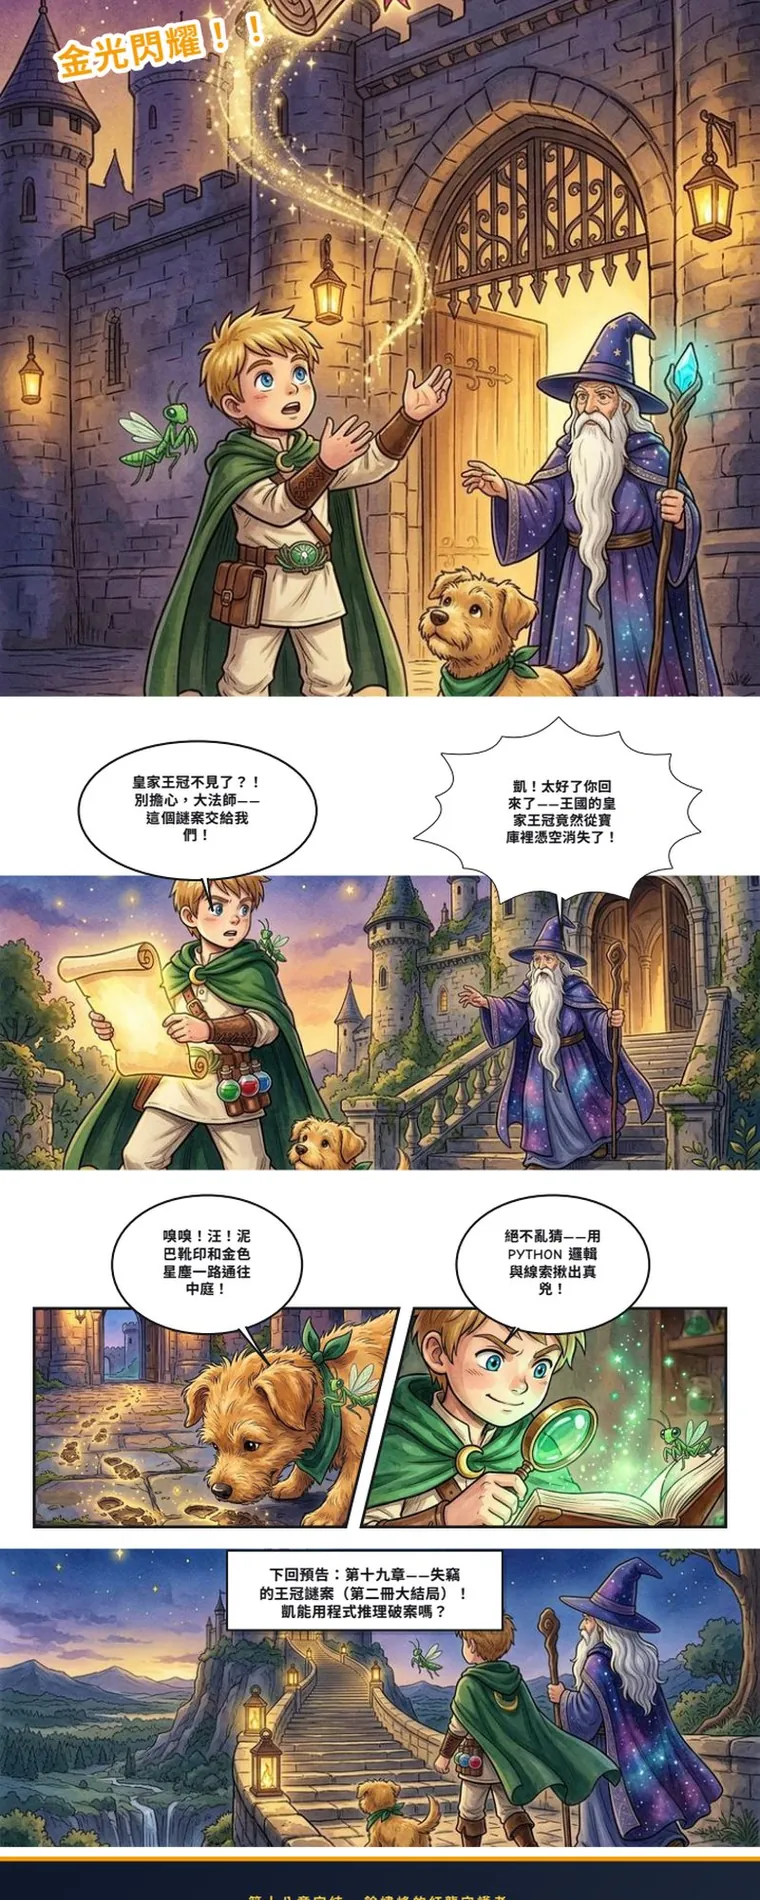 金光閃耀！！
皇家王冠不見了？！
別擔心，大法師——
這個謎案交給我
們！
凱！太好了你回
來了——王國的皇
家王冠竟然從寶
庫裡憑空消失了！
嗅嗅！汪！泥
巴靴印和金色
星塵一路通往
中庭！
絕不亂猜——用
PYTHON 邏輯
與線索揪出真
兇！
下回預告：第十九章——失竊
的王冠謎案（第二冊大結局）！
凱能用程式推理破案嗎？